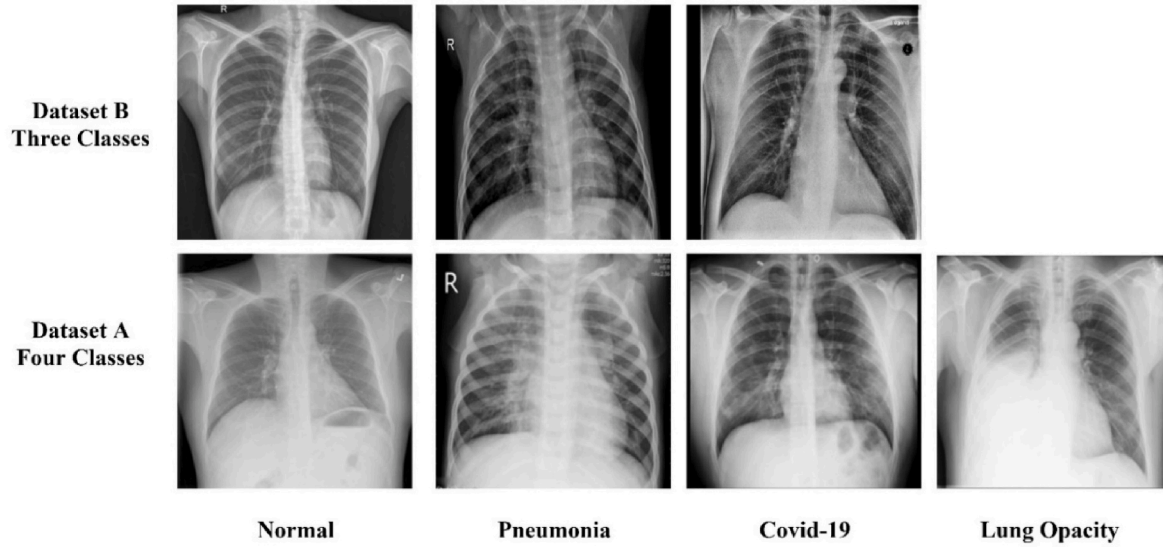 R
R
Dataset B
Three Classes
R
Dataset A
Four Classes
Normal
Pneumonia
Covid-19
Lung Opacity